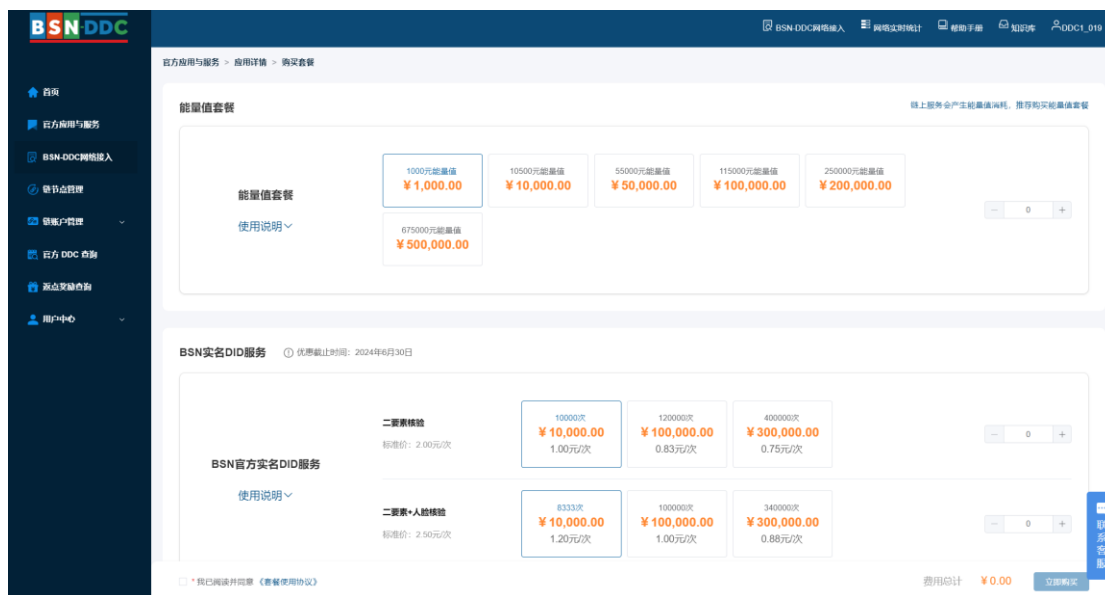 BSN-DDC
BSN-DDC网络接入 网络实时统计 帮助手册 知识库 DDC1_019
官方应用与服务 > 应用详情 > 购买套餐
首页
官方应用与服务
BSN-DDC网络接入
链节点管理
链账户管理
官方 DDC 查询
返点奖励查询
用户中心
能量值套餐 链上服务会产生能量值消耗，推荐购买能量值套餐
能量值套餐
使用说明
1000元能量值 10500元能量值 55000元能量值 115000元能量值 250000元能量值
¥ 1,000.00 ¥ 10,000.00 ¥ 50,000.00 ¥ 100,000.00 ¥ 200,000.00
675000元能量值
¥ 500,000.00
− 0 +
BSN实名DID服务 优惠截止时间：2024年6月30日
BSN官方实名DID服务
使用说明
二要素核验
标准价：2.00元/次
10000次 120000次 400000次
¥ 10,000.00 ¥ 100,000.00 ¥ 300,000.00
1.00元/次 0.83元/次 0.75元/次
− 0 +
二要素+人脸核验
标准价：2.50元/次
8333次 100000次 340000次
¥ 10,000.00 ¥ 100,000.00 ¥ 300,000.00
1.20元/次 1.00元/次 0.88元/次
− 0 +
联系客服
* 我已阅读并同意《套餐使用协议》 费用总计 ¥ 0.00 立即购买